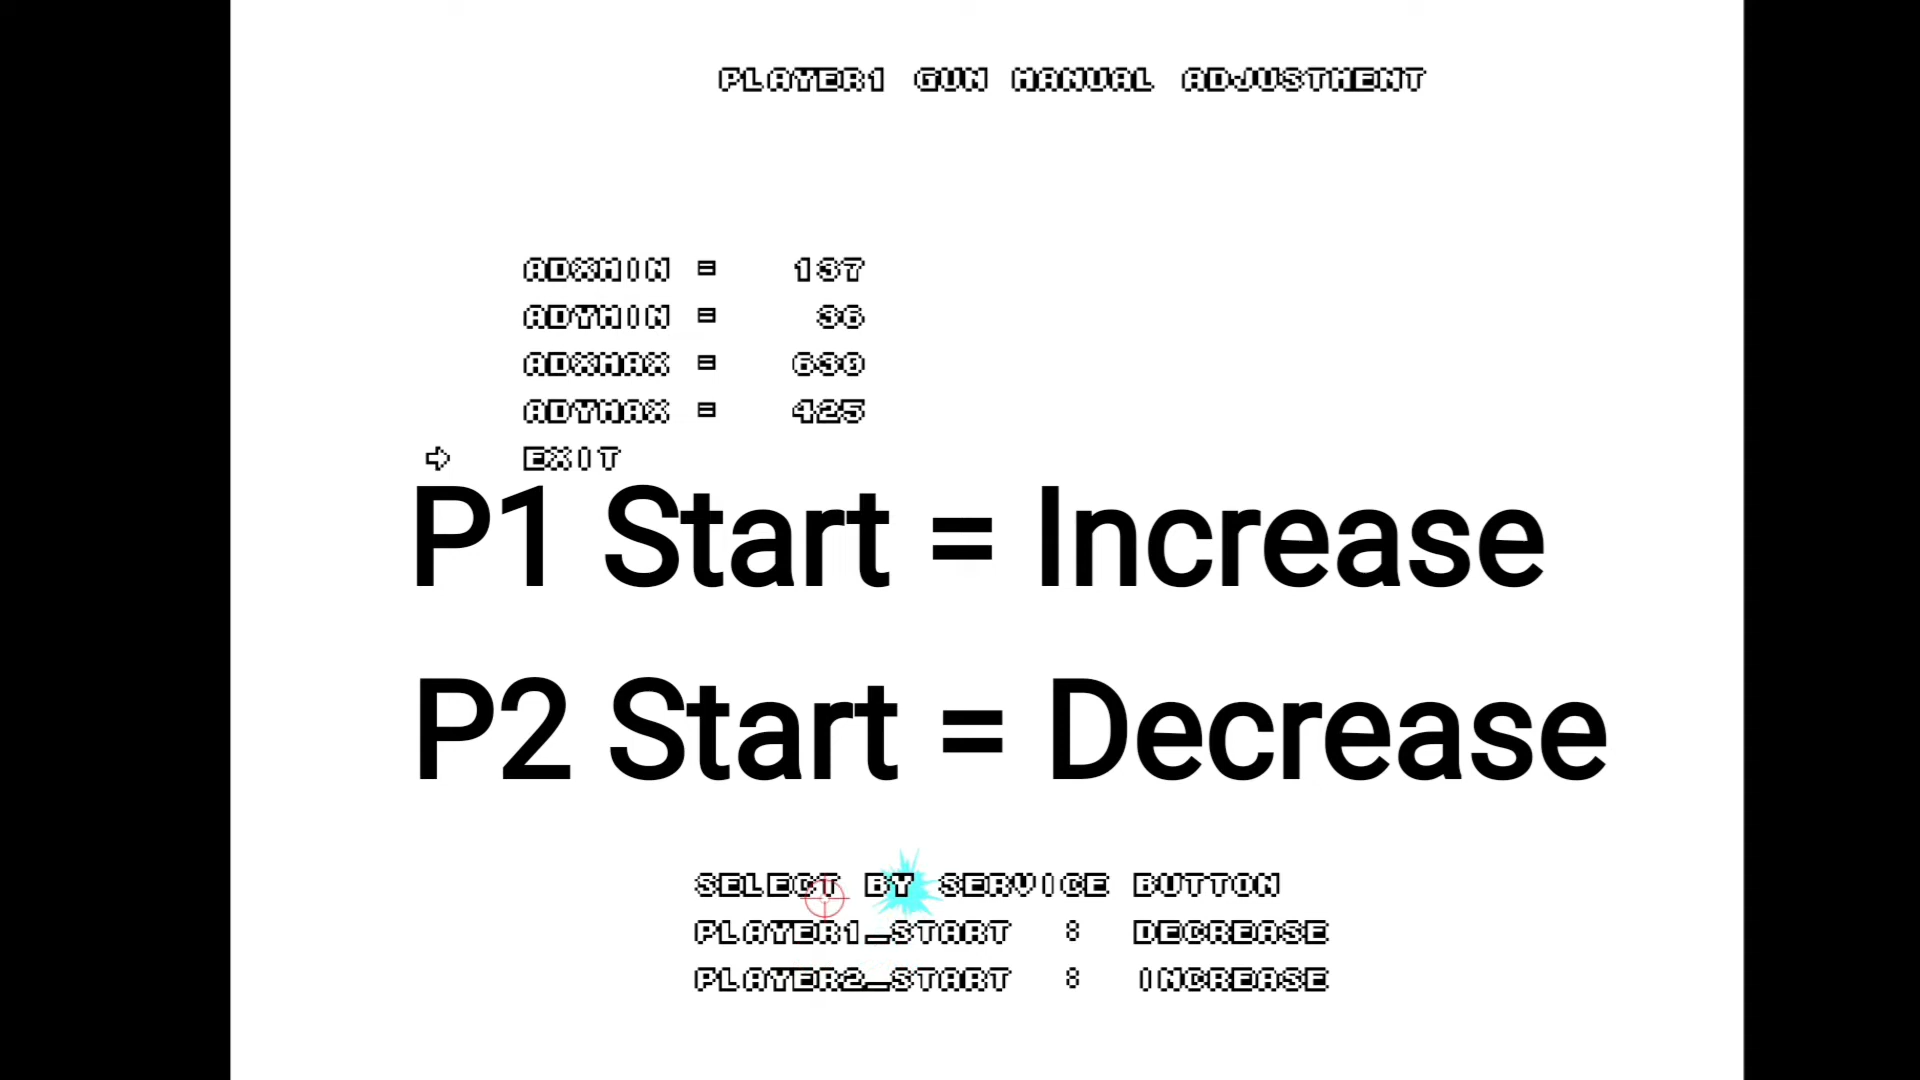 PLAYER1 GUN MANUAL ADJUSTMENT
ADXMIN = 137
ADYMIN = 36
ADXMAX = 630
ADYMAX = 425
⇨ EXIT
P1 Start = Increase
P2 Start = Decrease
SELECT BY SERVICE BUTTON
PLAYER1_START : DECREASE
PLAYER2_START : INCREASE